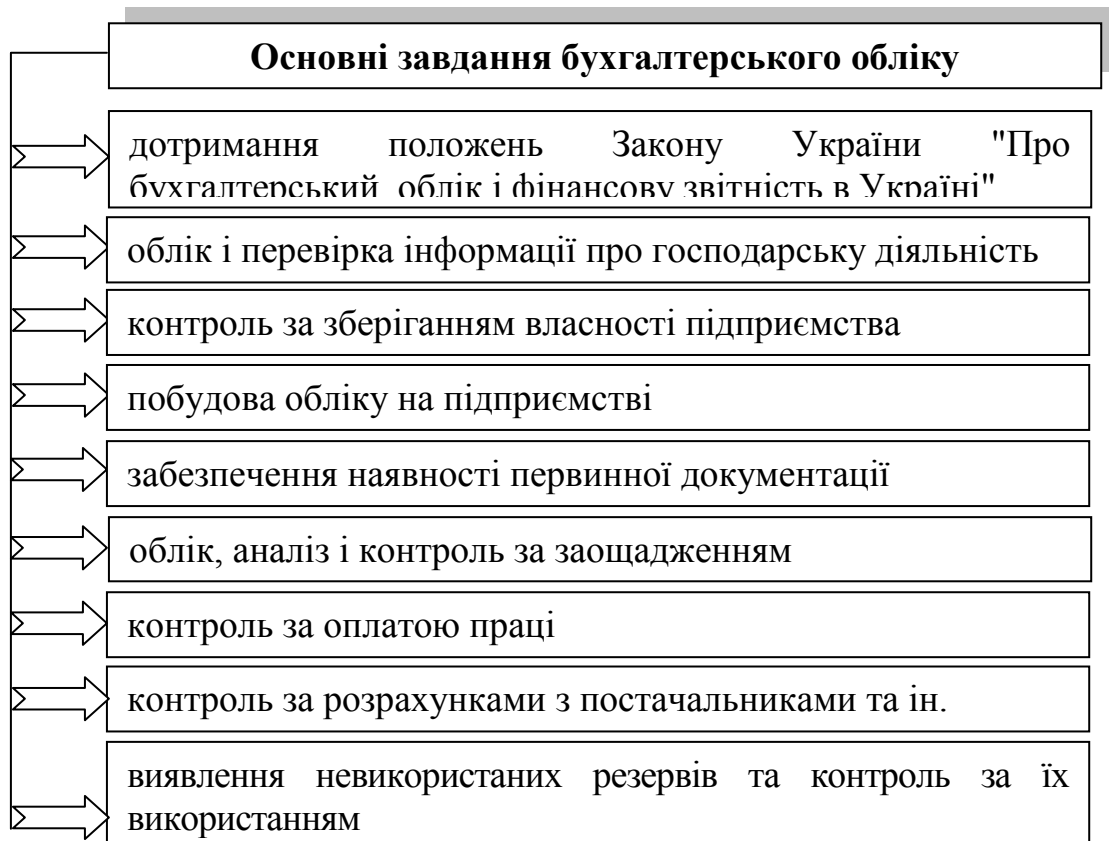 Основні завдання бухгалтерського обліку
дотримання положень Закону України "Про
бухгалтерський облік і фінансову звітність в Україні"
облік і перевірка інформації про господарську діяльність
контроль за зберіганням власності підприємства
побудова обліку на підприємстві
забезпечення наявності первинної документації
облік, аналіз і контроль за заощадженням
контроль за оплатою праці
контроль за розрахунками з постачальниками та ін.
виявлення невикористаних резервів та контроль за їх
використанням